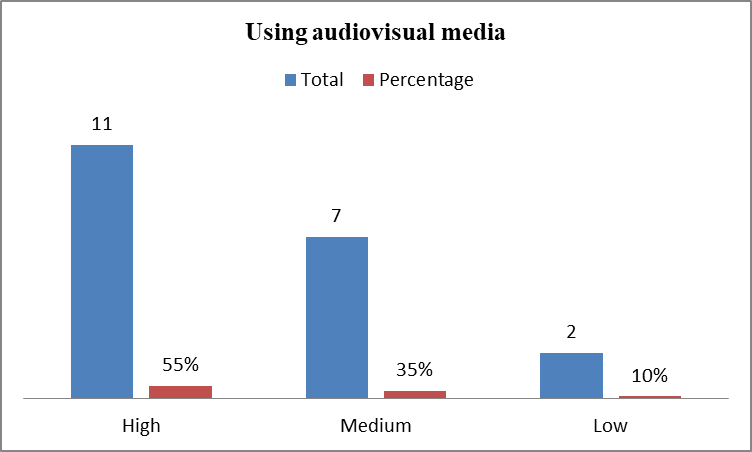 Using audiovisual media
Total Percentage
11
7
2
55%
35%
10%
High Medium Low